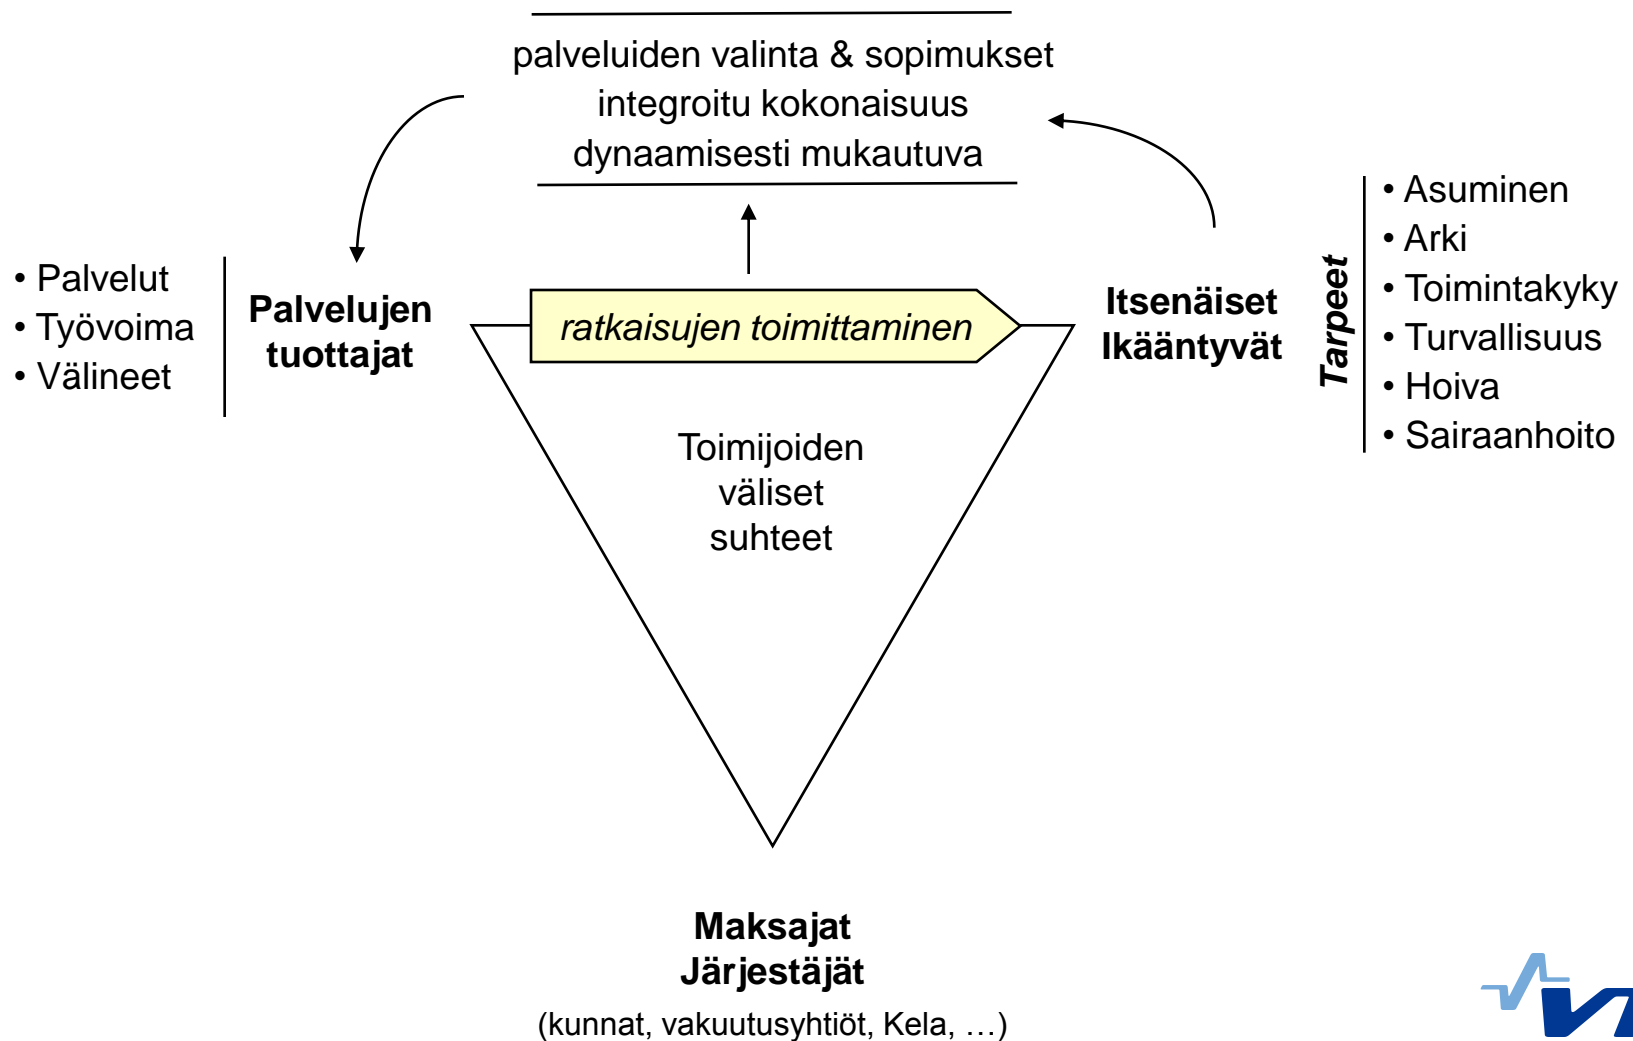 palveluiden valinta & sopimukset
integroitu kokonaisuus
dynaamisesti mukautuva
• Palvelut
• Työvoima
• Välineet
Palvelujen
tuottajat
ratkaisujen toimittaminen
Itsenäiset
Ikääntyvät
Tarpeet
• Asuminen
• Arki
• Toimintakyky
• Turvallisuus
• Hoiva
• Sairaanhoito
Toimijoiden
väliset
suhteet
Maksajat
Järjestäjät
(kunnat, vakuutusyhtiöt, Kela, …)